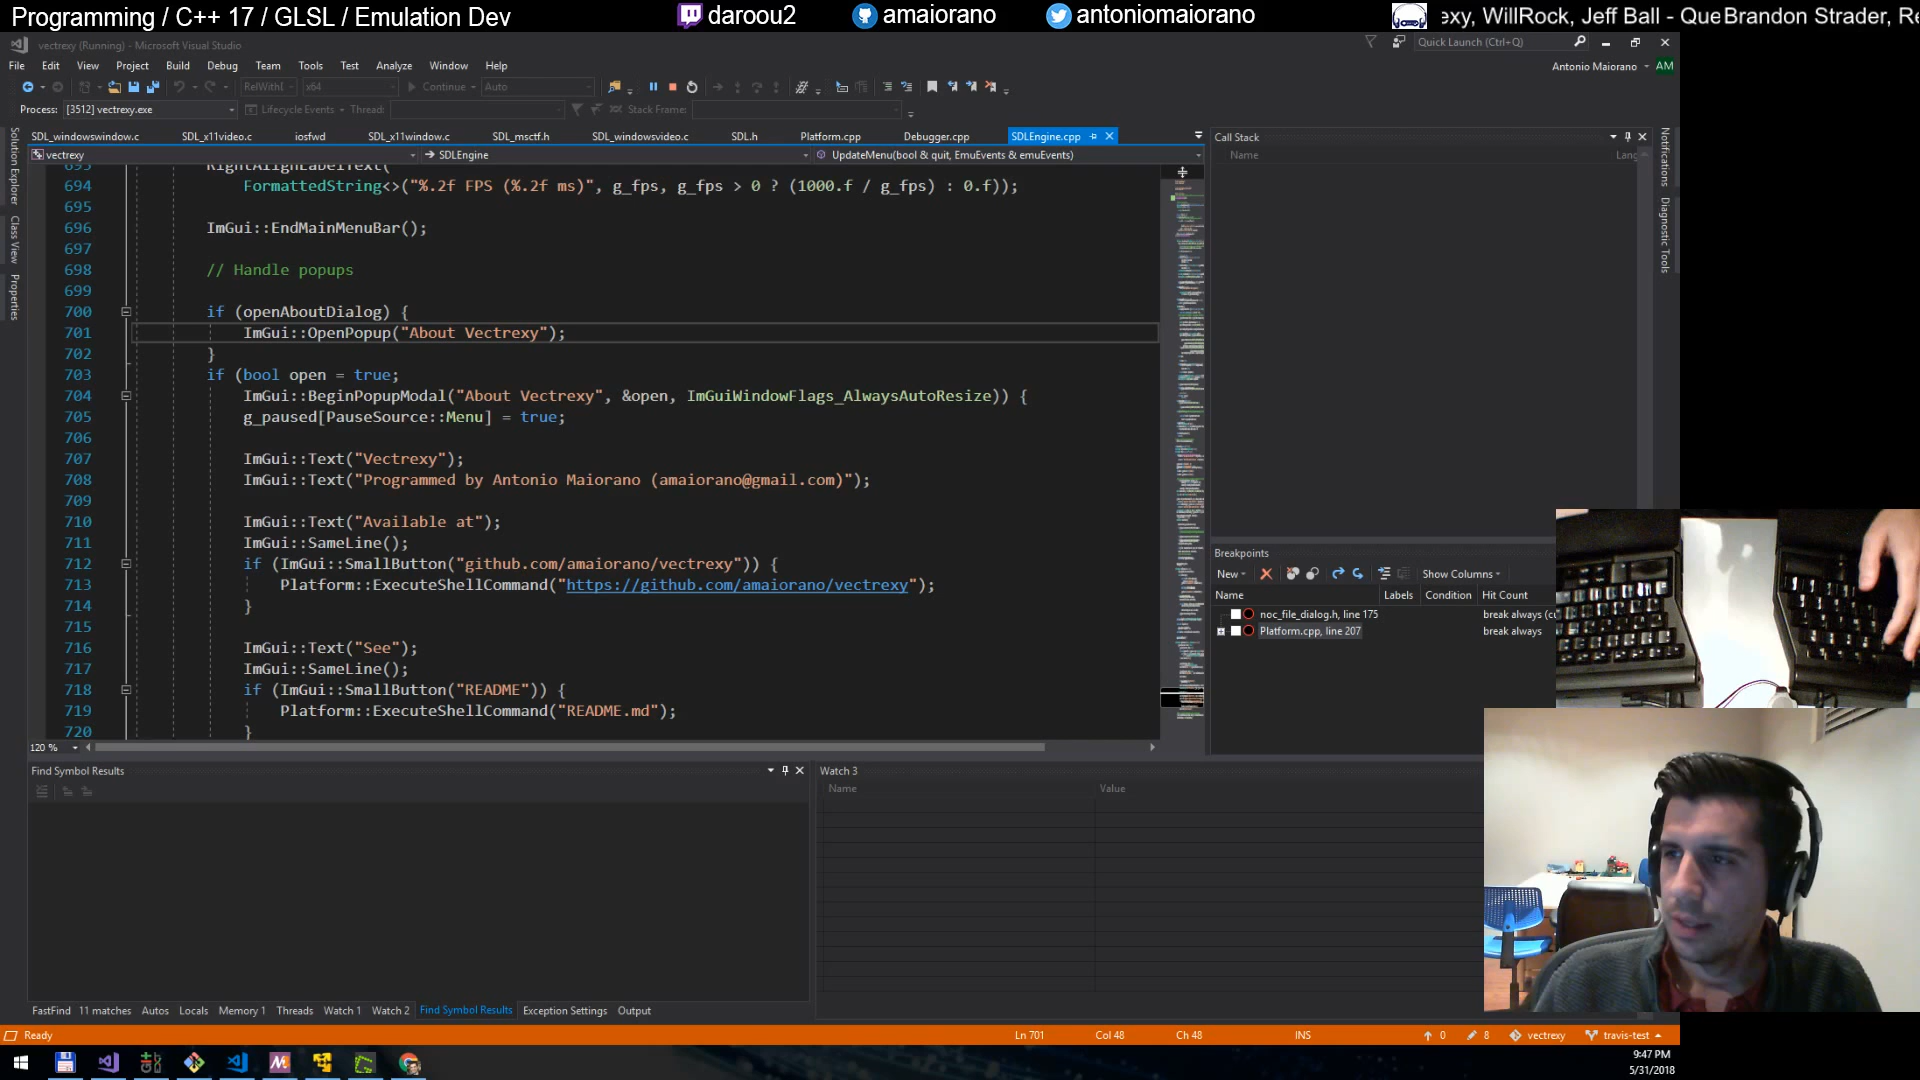 Programming / C++ 17 / GLSL / Emulation Dev
daroou2
amaiorano
antoniomaiorano
exy, WillRock, Jeff Ball - QueBrandon Strader, Re
vectrexy (Running) - Microsoft Visual Studio
Quick Launch (Ctrl+Q)
File Edit View Project Build Debug Team Tools Test Analyze Window Help
Antonio Maiorano AM
RelWith( x64 Continue Auto
Process: [3512] vectrexy.exe Lifecycle Events Thread: Stack Frame:
SDL_windowswindow.c SDL_x11video.c iosfwd SDL_x11window.c SDL_msctf.h SDL_windowsvideo.c SDL.h Platform.cpp Debugger.cpp SDLEngine.cpp
vectrexy SDLEngine UpdateMenu(bool & quit, EmuEvents & emuEvents)
Solution Explorer
Class View
Properties
693 RightAlignLabelText(
694 FormattedString<>("%.2f FPS (%.2f ms)", g_fps, g_fps > 0 ? (1000.f / g_fps) : 0.f));
695
696 ImGui::EndMainMenuBar();
697
698 // Handle popups
699
700 if (openAboutDialog) {
701 ImGui::OpenPopup("About Vectrexy");
702 }
703 if (bool open = true;
704 ImGui::BeginPopupModal("About Vectrexy", &open, ImGuiWindowFlags_AlwaysAutoResize)) {
705 g_paused[PauseSource::Menu] = true;
706
707 ImGui::Text("Vectrexy");
708 ImGui::Text("Programmed by Antonio Maiorano (amaiorano@gmail.com)");
709
710 ImGui::Text("Available at");
711 ImGui::SameLine();
712 if (ImGui::SmallButton("github.com/amaiorano/vectrexy")) {
713 Platform::ExecuteShellCommand("https://github.com/amaiorano/vectrexy");
714 }
715
716 ImGui::Text("See");
717 ImGui::SameLine();
718 if (ImGui::SmallButton("README")) {
719 Platform::ExecuteShellCommand("README.md");
720 }
120 %
Call Stack
Name Lang
Notifications
Diagnostic Tools
Breakpoints
New Show Columns
Name Labels Condition Hit Count
noc_file_dialog.h, line 175 break always (cu
Platform.cpp, line 207 break always
Find Symbol Results
Watch 3
Name Value
FastFind 11 matches Autos Locals Memory 1 Threads Watch 1 Watch 2 Find Symbol Results Exception Settings Output
Ready Ln 701 Col 48 Ch 48 INS 0 8 vectrexy travis-test
9:47 PM
5/31/2018